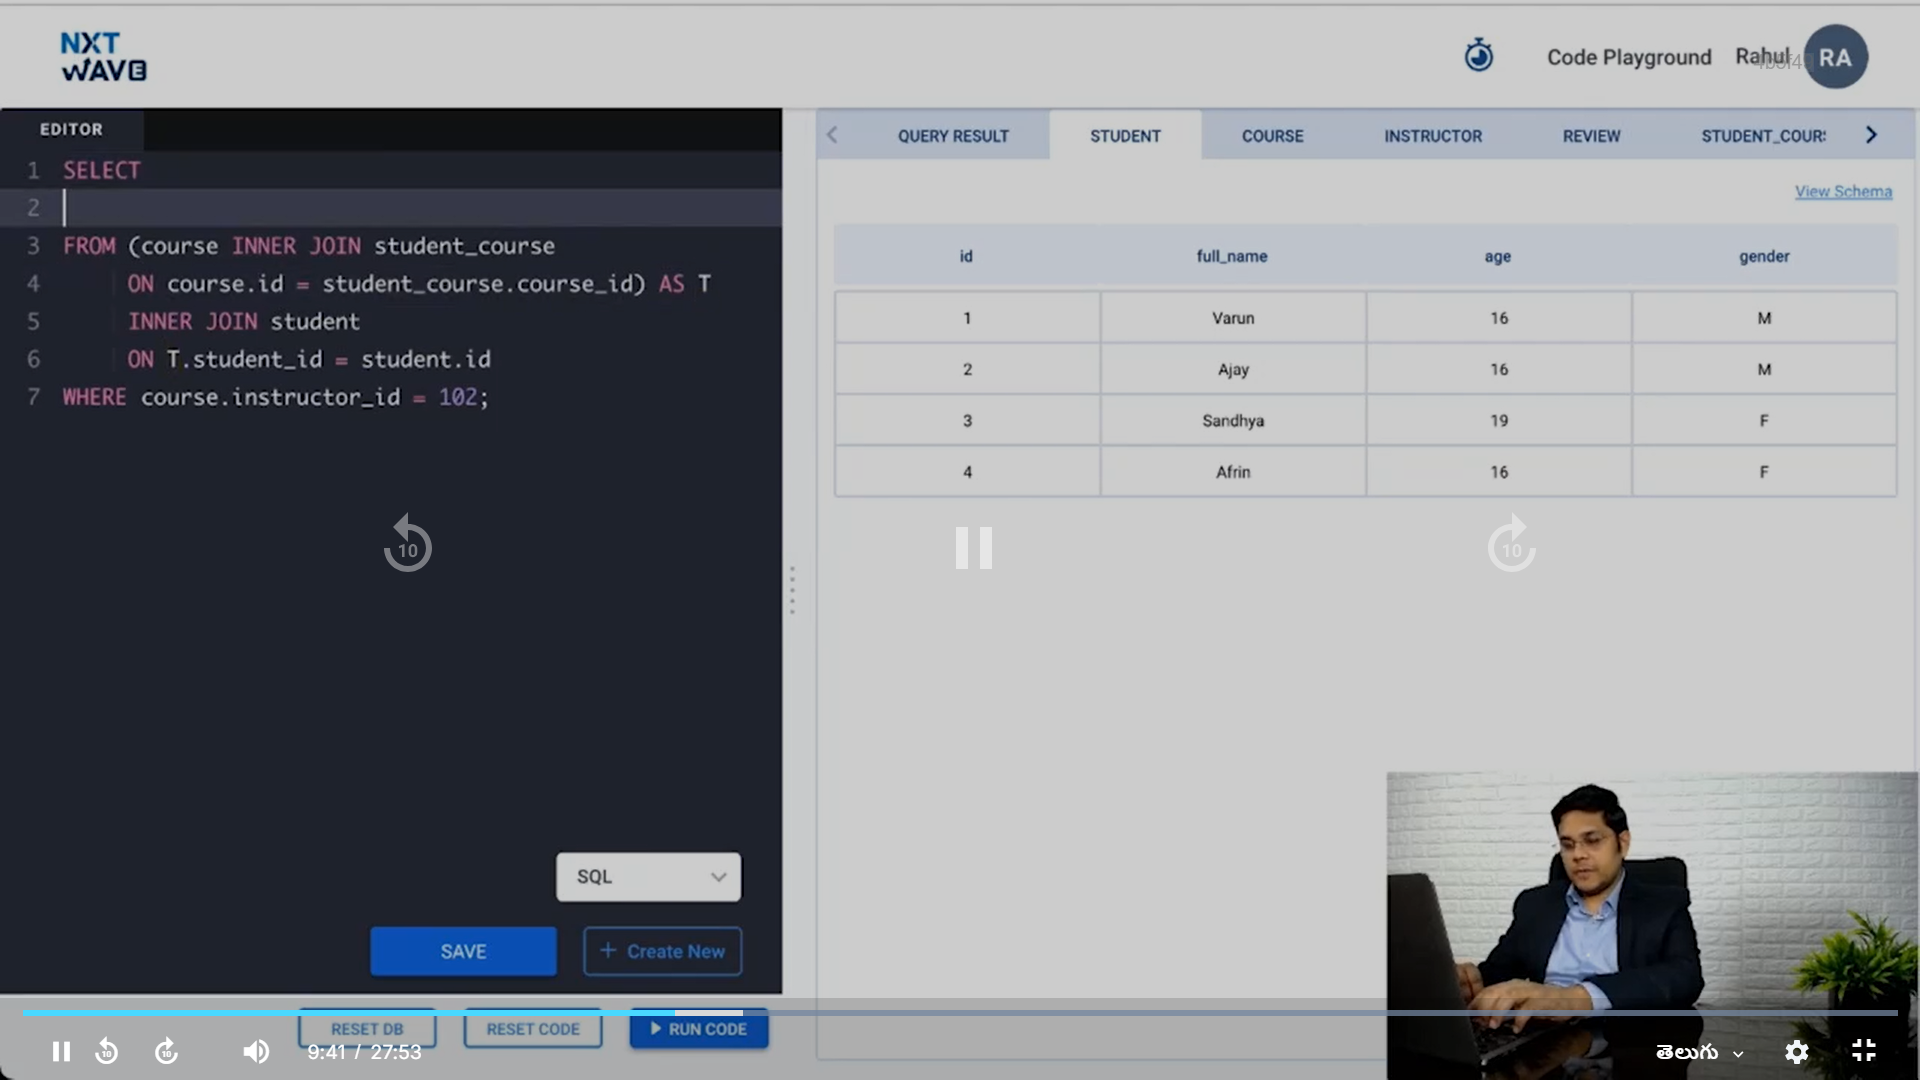 NXT
WAVE
Code Playground
Rahul
RA
EDITOR
1 SELECT
2
3 FROM (course INNER JOIN student_course
4 ON course.id = student_course.course_id) AS T
5 INNER JOIN student
6 ON T.student_id = student.id
7 WHERE course.instructor_id = 102;
SQL
SAVE
+ Create New
RESET DB
RESET CODE
RUN CODE
QUERY RESULT STUDENT COURSE INSTRUCTOR REVIEW STUDENT_COUR
View Schema
id full_name age gender
1 Varun 16 M
2 Ajay 16 M
3 Sandhya 19 F
4 Afrin 16 F
10
10
10
10
9:41 / 27:53
తెలుగు